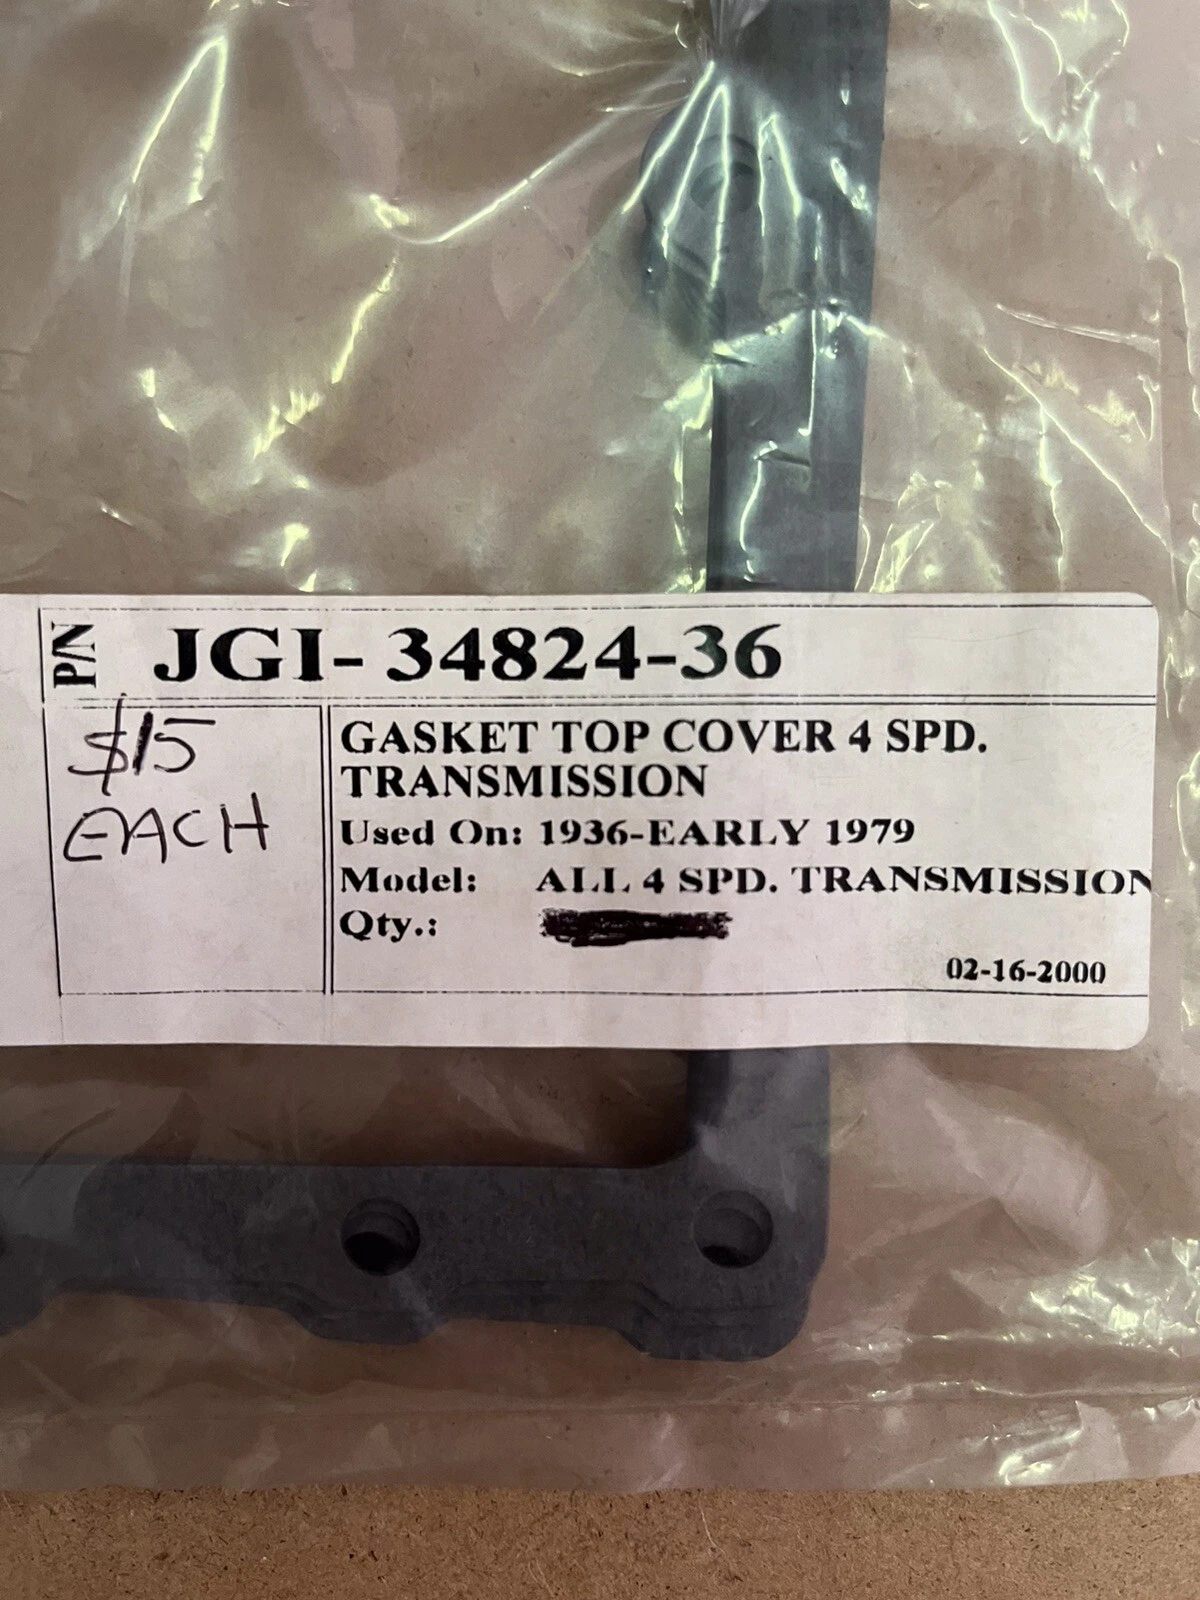 P/N JGI- 34824-36
$15
EACH
GASKET TOP COVER 4 SPD.
TRANSMISSION
Used On: 1936-EARLY 1979
Model: ALL 4 SPD. TRANSMISSION
Qty.:
02-16-2000